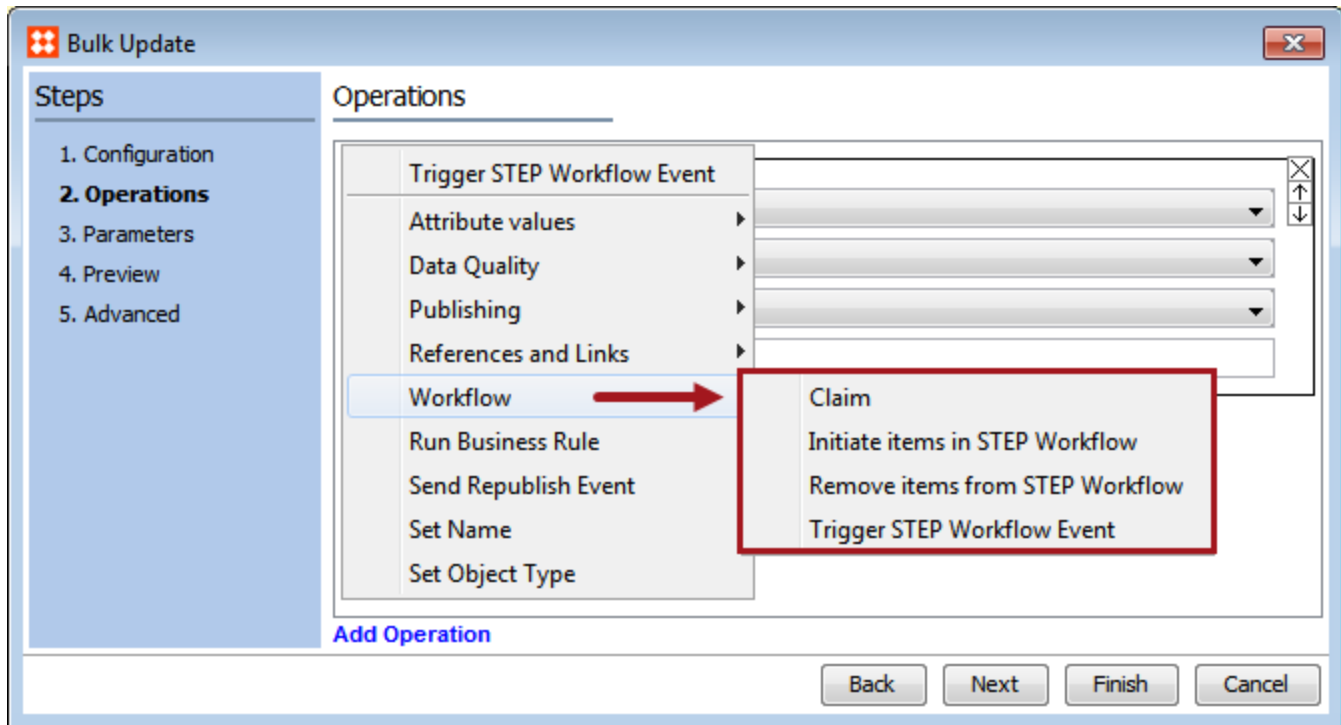 Bulk Update
Steps
1. Configuration
2. Operations
3. Parameters
4. Preview
5. Advanced
Operations
Trigger STEP Workflow Event
Attribute values
Data Quality
Publishing
References and Links
Workflow
Run Business Rule
Send Republish Event
Set Name
Set Object Type
Claim
Initiate items in STEP Workflow
Remove items from STEP Workflow
Trigger STEP Workflow Event
Add Operation
Back Next Finish Cancel